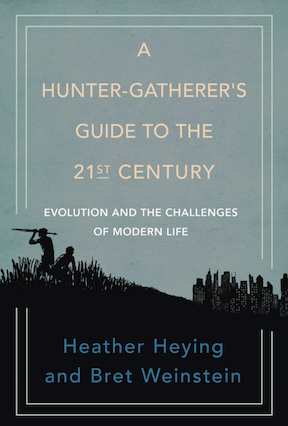 A
HUNTER-GATHERER'S
GUIDE TO THE
21ST CENTURY
EVOLUTION AND THE CHALLENGES
OF MODERN LIFE
Heather Heying
and Bret Weinstein